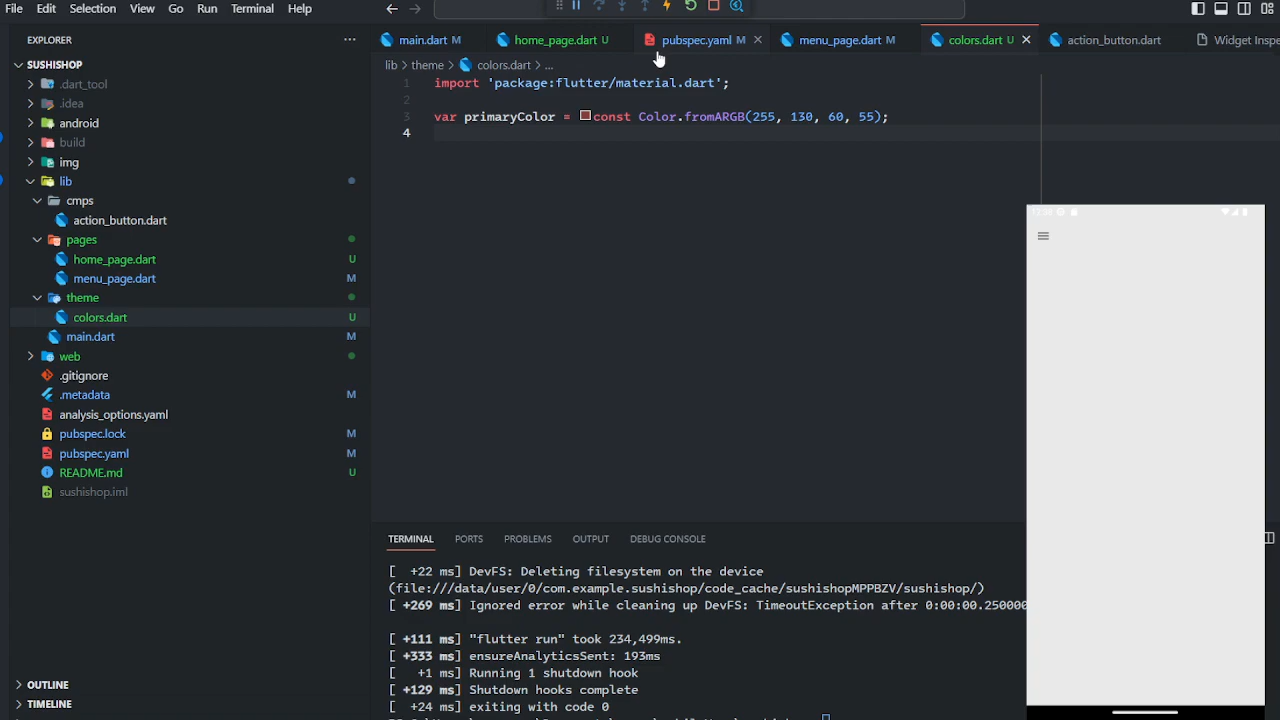 File Edit Selection View Go Run Terminal Help
EXPLORER
main.dart M home_page.dart U pubspec.yaml M menu_page.dart M colors.dart U action_button.dart Widget Inspe
SUSHISHOP
lib > theme > colors.dart > ...
.dart_tool
.idea
android
build
img
lib
cmps
action_button.dart
pages
home_page.dart U
menu_page.dart M
theme
colors.dart U
main.dart M
web
.gitignore
.metadata M
analysis_options.yaml
pubspec.lock M
pubspec.yaml M
README.md U
sushishop.iml
OUTLINE
TIMELINE
1 import 'package:flutter/material.dart';
2
3 var primaryColor = const Color.fromARGB(255, 130, 60, 55);
4
TERMINAL PORTS PROBLEMS OUTPUT DEBUG CONSOLE
[ +22 ms] DevFS: Deleting filesystem on the device
(file:///data/user/0/com.example.sushishop/code_cache/sushishopMPPBZV/sushishop/)
[ +269 ms] Ignored error while cleaning up DevFS: TimeoutException after 0:00:00.250000
[ +111 ms] "flutter run" took 234,499ms.
[ +333 ms] ensureAnalyticsSent: 193ms
[ +1 ms] Running 1 shutdown hook
[ +129 ms] Shutdown hooks complete
[ +24 ms] exiting with code 0